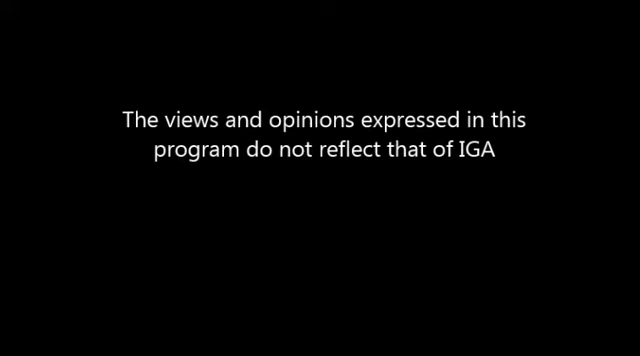 The views and opinions expressed in this
program do not reflect that of IGA